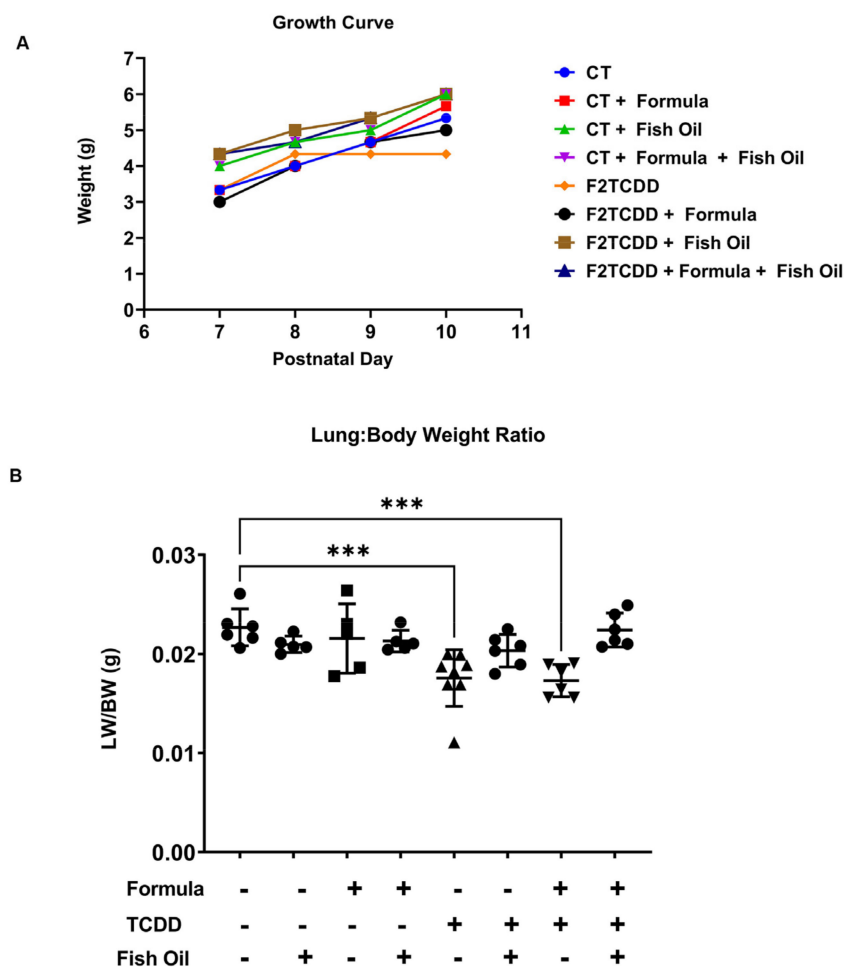 Growth Curve
A
7
6
5
4
3
2
1
0
Weight (g)
6 7 8 9 10 11
Postnatal Day
CT
CT + Formula
CT + Fish Oil
CT + Formula + Fish Oil
F2TCDD
F2TCDD + Formula
F2TCDD + Fish Oil
F2TCDD + Formula + Fish Oil
Lung:Body Weight Ratio
B
***
***
0.03
0.02
0.01
0.00
LW/BW (g)
Formula - - + + - - + +
TCDD - - - - + + + +
Fish Oil - + - + - + - +